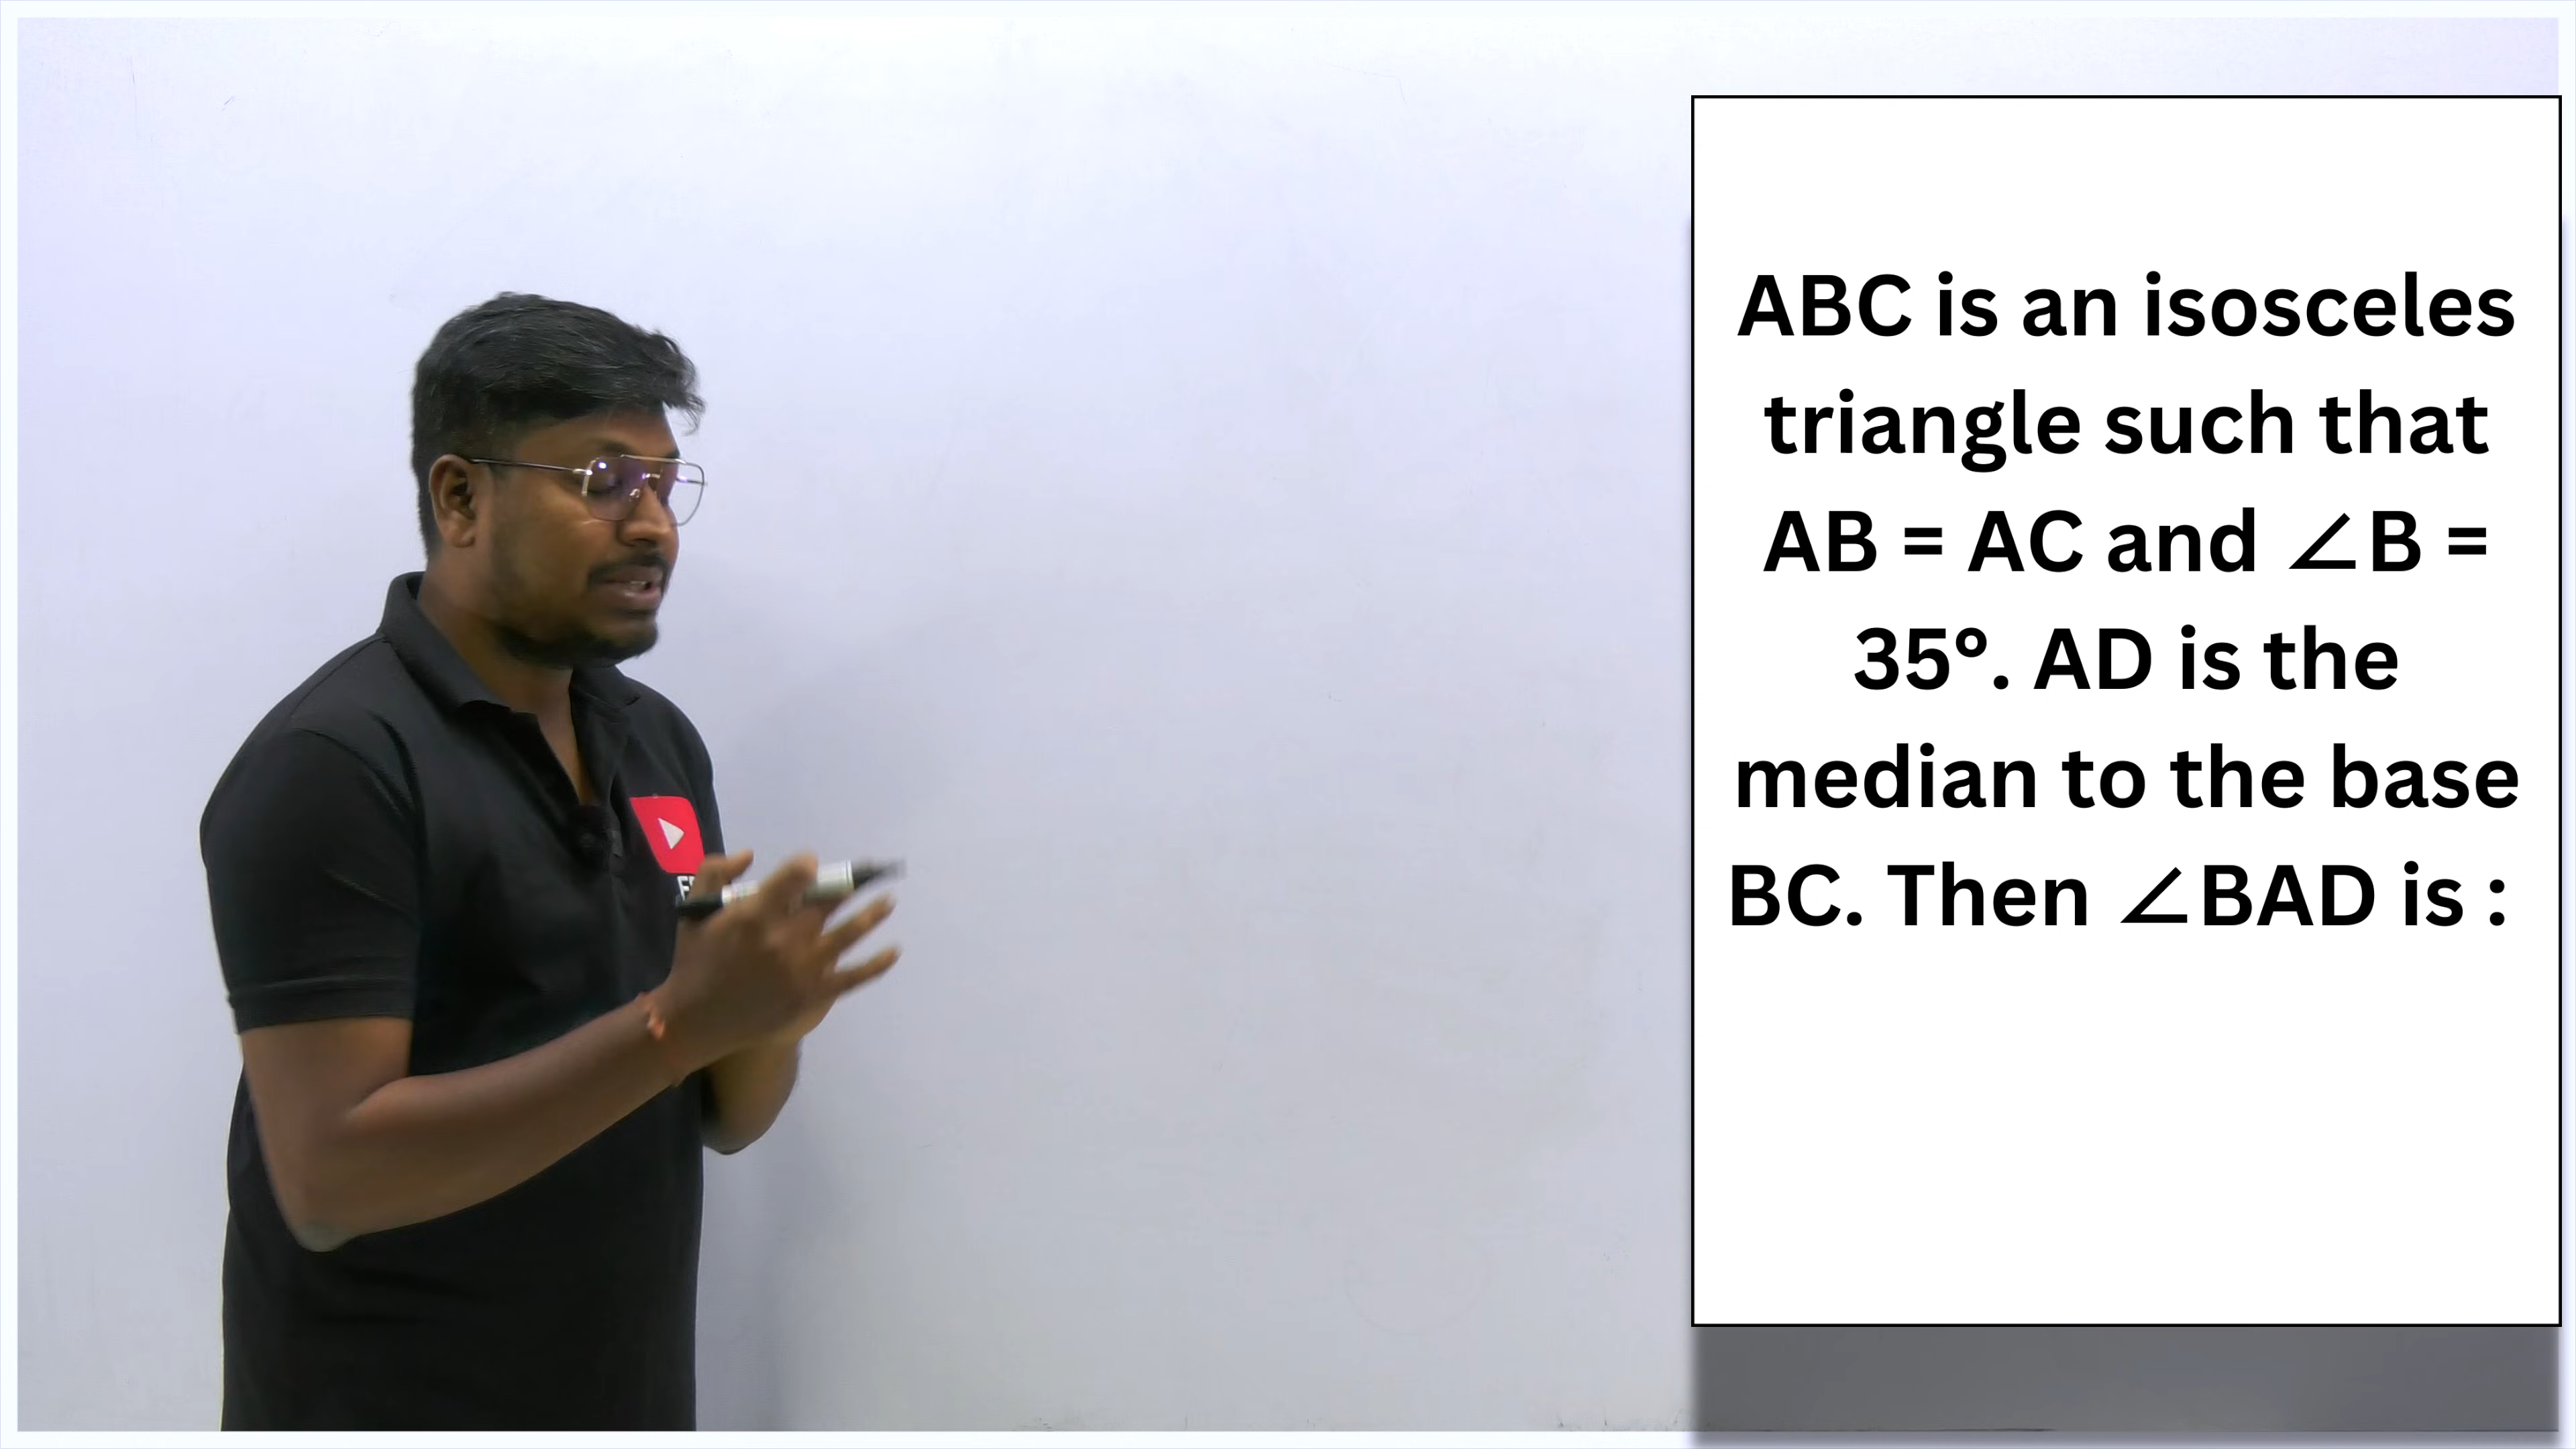 ABC is an isosceles
triangle such that
AB = AC and ∠B =
35°. AD is the
median to the base
BC. Then ∠BAD is :